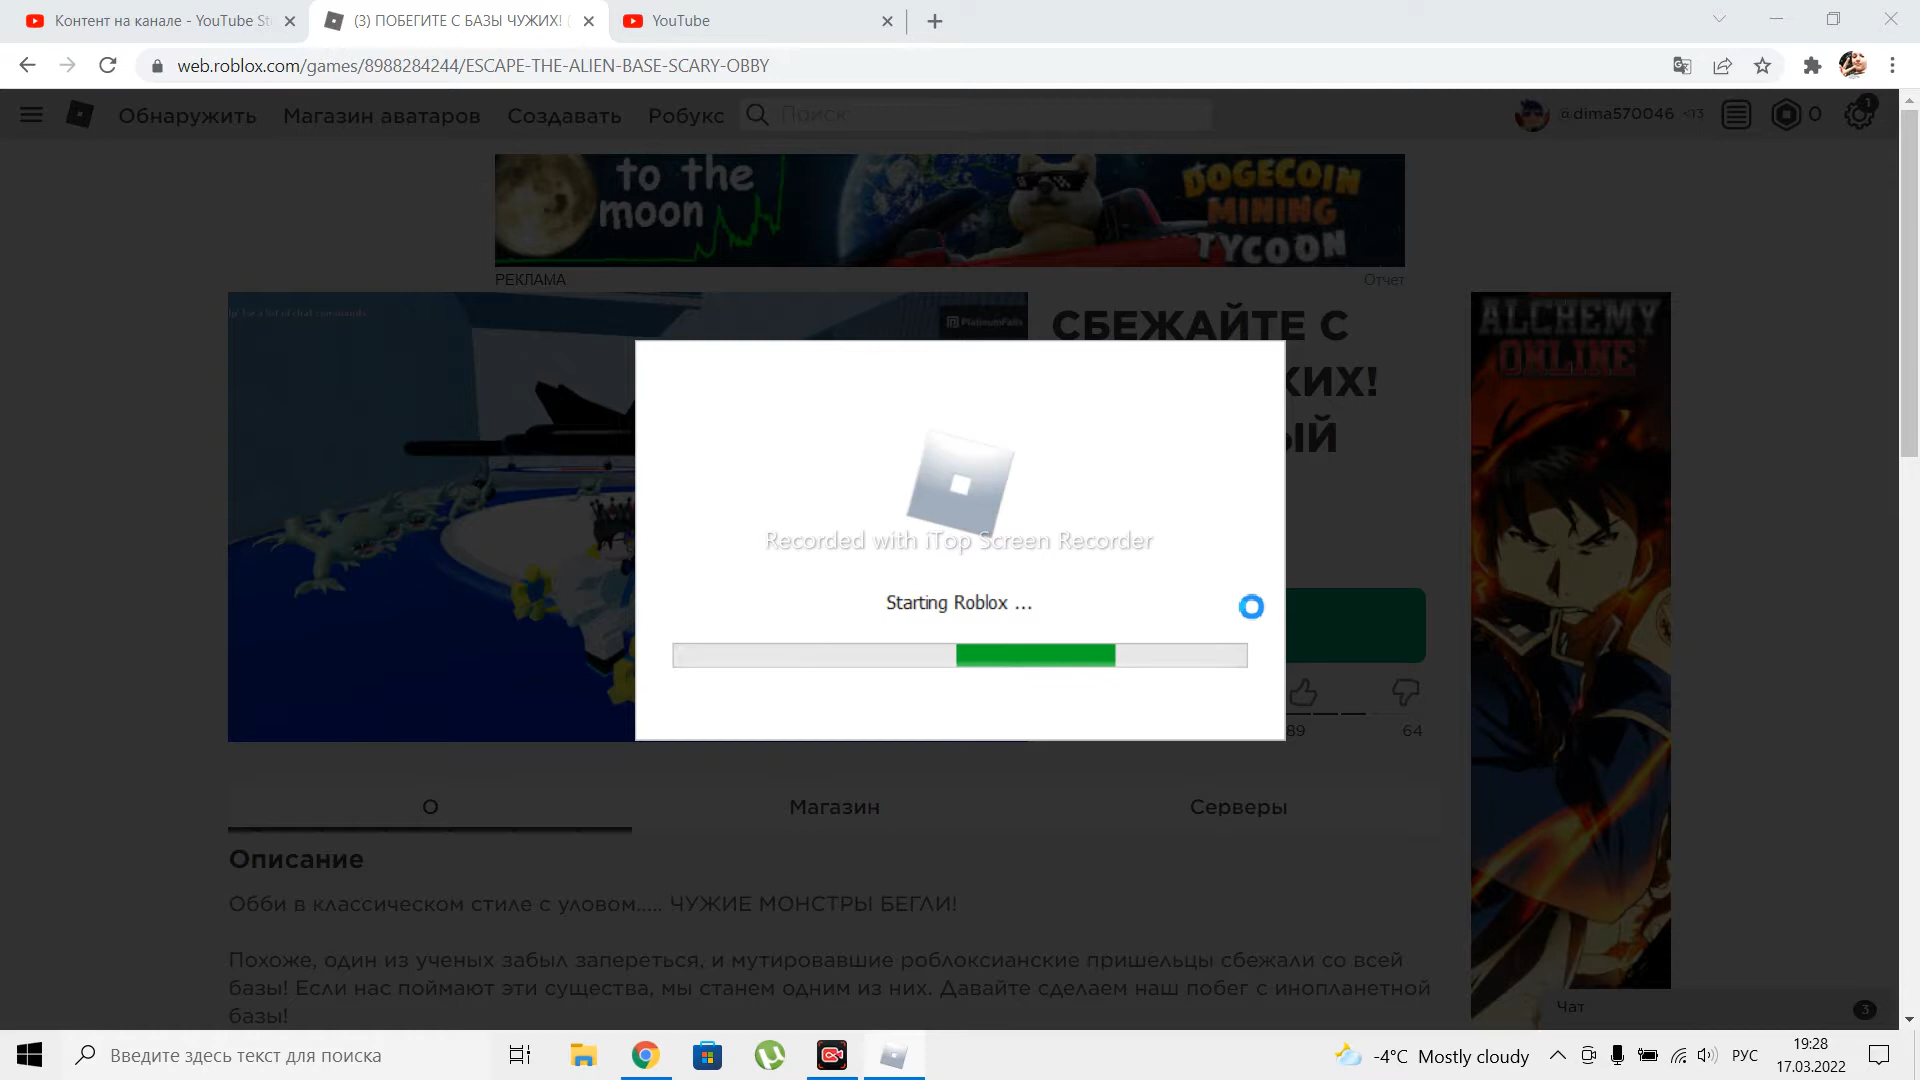 Контент на канале - YouTube St
(3) ПОБЕГИТЕ С БАЗЫ ЧУЖИХ! (
YouTube
web.roblox.com/games/8988284244/ESCAPE-THE-ALIEN-BASE-SCARY-OBBY
Обнаружить Магазин аватаров Создавать Робукс Поиск @dima570046 <13 0 1
to the moon
DOGECOIN MINING TYCOON
РЕКЛАМА Отчет
PlatinumFalls
СБЕЖАЙТЕ С
ЖИХ!
ЫЙ
ALCHEMY
ONLINE
Recorded with iTop Screen Recorder
Starting Roblox ...
89 64
О Магазин Серверы
Описание
Обби в классическом стиле с уловом..... ЧУЖИЕ МОНСТРЫ БЕГЛИ!
Похоже, один из ученых забыл запереться, и мутировавшие роблоксианские пришельцы сбежали со всей
базы! Если нас поймают эти существа, мы станем одним из них. Давайте сделаем наш побег с инопланетной
базы!
Чат 3
Введите здесь текст для поиска
-4°C Mostly cloudy
РУС
19:28
17.03.2022